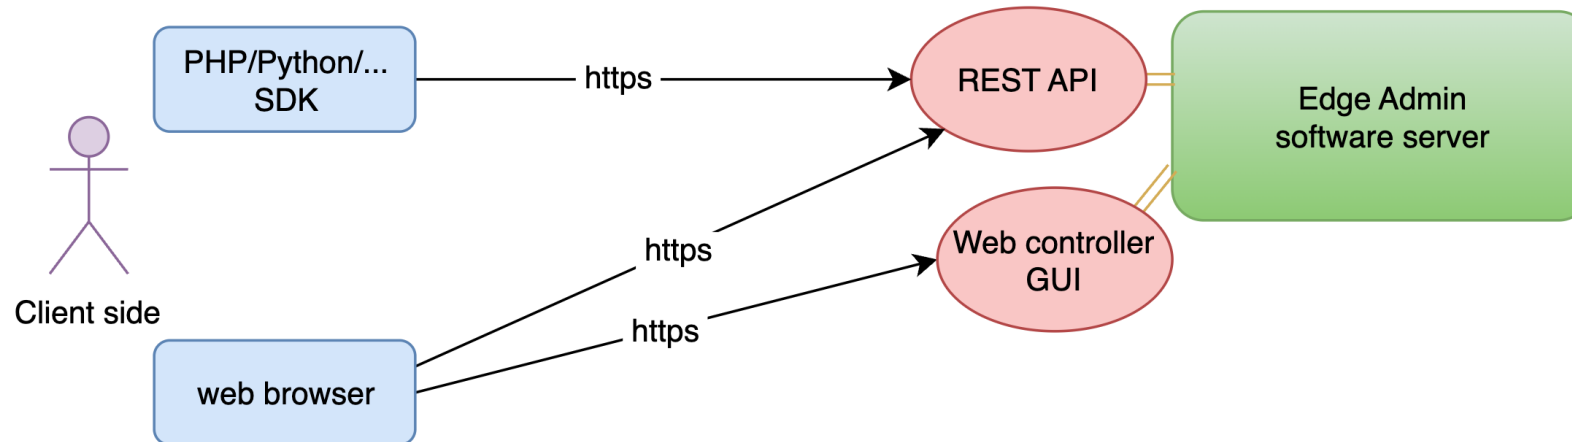 PHP/Python/...
SDK
https
REST API
Edge Admin
software server
Client side
https
Web controller
GUI
https
web browser